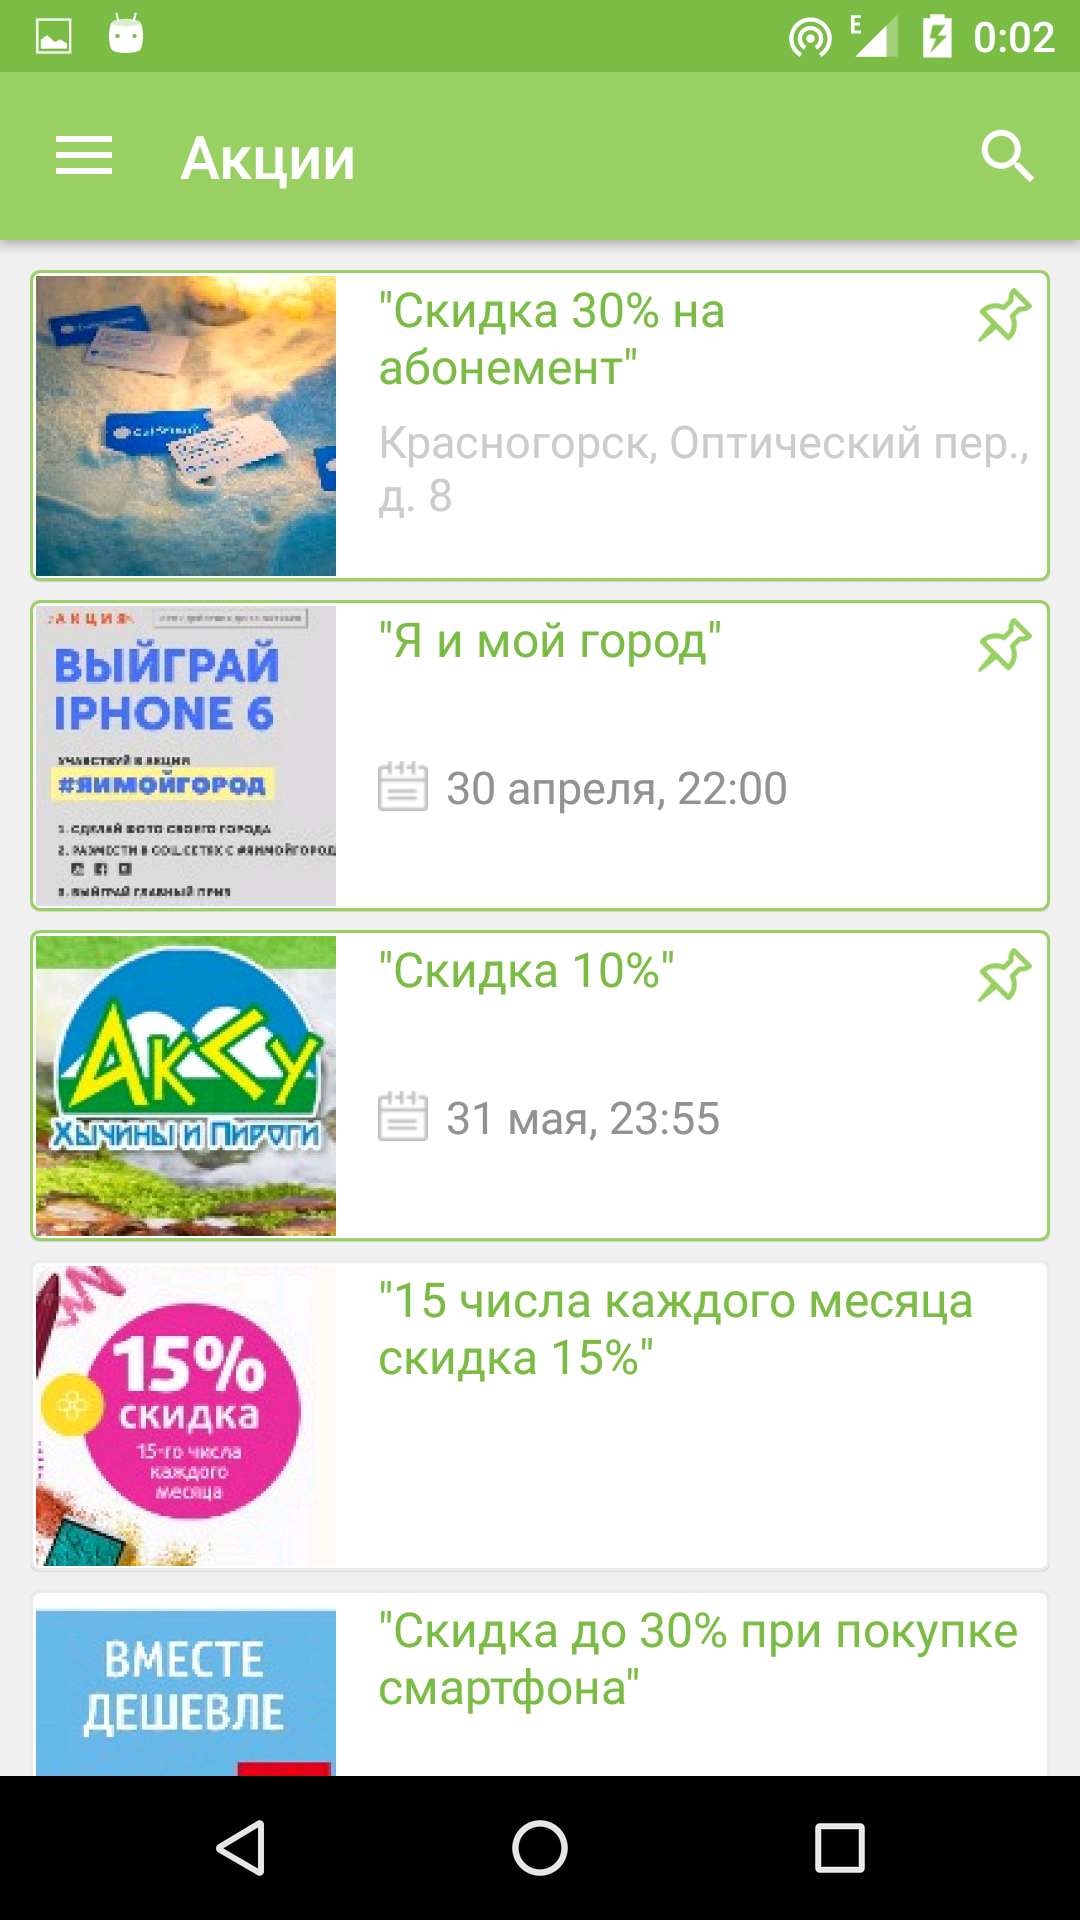 E
0:02
Акции
"Скидка 30% на
абонемент"
Красногорск, Оптический пер.,
д. 8
АКЦИЯ
ВЫЙГРАЙ
IPHONE 6
УЧАВСТВУЙ В АКЦИИ
#ЯИМОЙГОРОД
1. СДЕЛАЙ ФОТО СВОЕГО ГОРОДА
2. РАЗМЕСТИ В СОЦ.СЕТЯХ С #ЯИМОЙГОРОД
3. ВЫЙГРАЙ ГЛАВНЫЙ ПРИЗ
"Я и мой город"
30 апреля, 22:00
АкСу
Хычины и Пироги
"Скидка 10%"
31 мая, 23:55
15%
скидка
15-го числа
каждого
месяца
"15 числа каждого месяца
скидка 15%"
ВМЕСТЕ
ДЕШЕВЛЕ
"Скидка до 30% при покупке
смартфона"